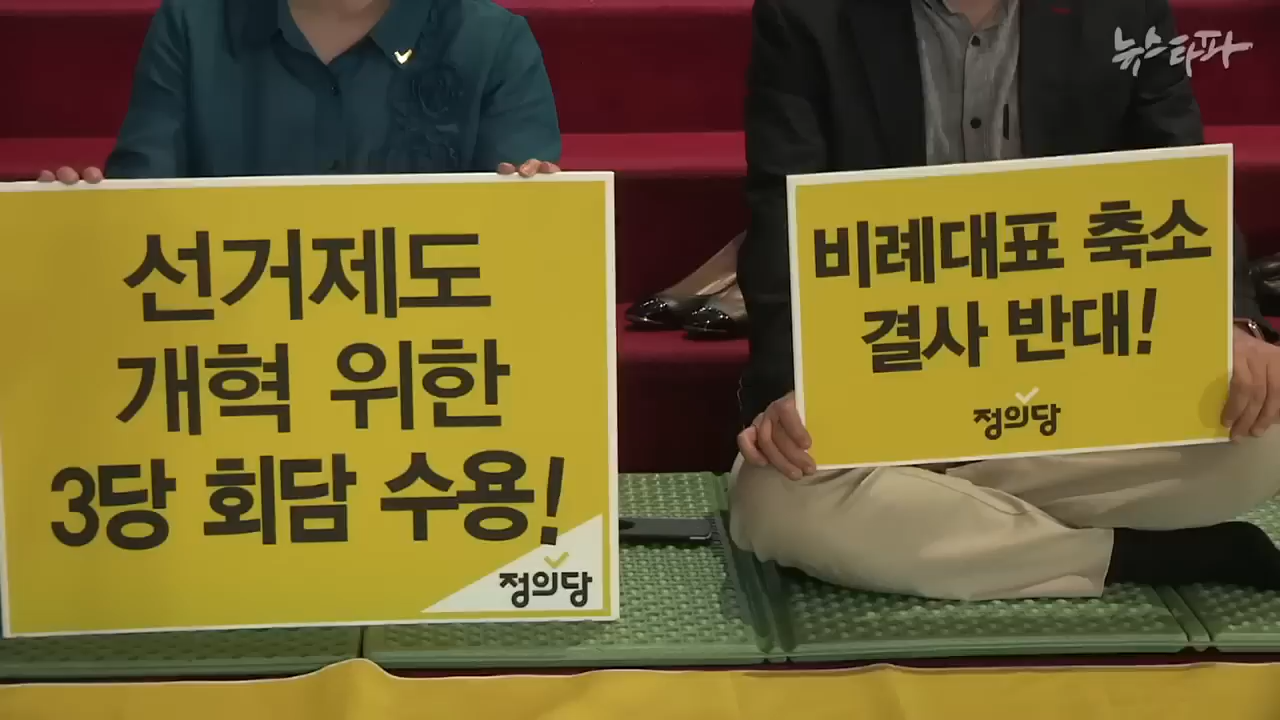 뉴스타파
선거제도
개혁 위한
3당 회담 수용!
정의당
비례대표 축소
결사 반대!
정의당